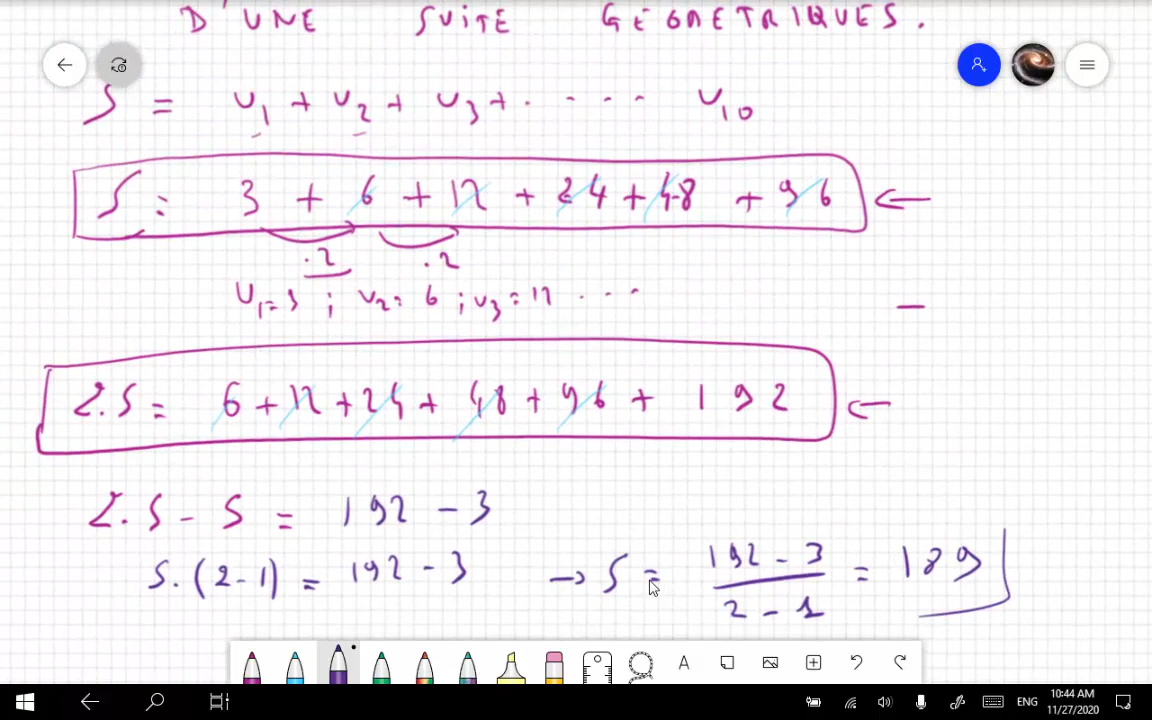 D'UNE SUITE GÉOMETRIQUES.
S = U1 + U2 + U3 + ..... U10
S = 3 + 6 + 12 + 24 + 48 + 96 ←
.2 .2
U1=3 ; U2= 6 ; U3=12 ....
—
2.S = 6 + 12 + 24 + 48 + 96 + 192 ←
2.S - S = 192 - 3
S.(2-1) = 192 - 3 → S = 192 - 3 / 2 - 1 = 189
A
ENG
10:44 AM
11/27/2020